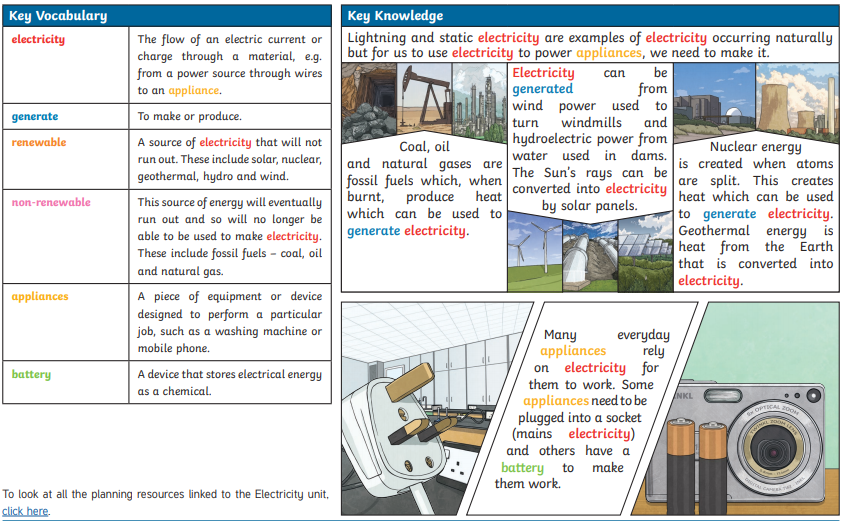 Key Vocabulary
electricity
The flow of an electric current or
charge through a material, e.g.
from a power source through wires
to an appliance.
generate
To make or produce.
renewable
A source of electricity that will not
run out. These include solar, nuclear,
geothermal, hydro and wind.
non-renewable
This source of energy will eventually
run out and so will no longer be
able to be used to make electricity.
These include fossil fuels – coal, oil
and natural gas.
appliances
A piece of equipment or device
designed to perform a particular
job, such as a washing machine or
mobile phone.
battery
A device that stores electrical energy
as a chemical.
To look at all the planning resources linked to the Electricity unit,
click here.
Key Knowledge
Lightning and static electricity are examples of electricity occurring naturally
but for us to use electricity to power appliances, we need to make it.
Coal, oil
and natural gases are
fossil fuels which, when
burnt, produce heat
which can be used to
generate electricity.
Electricity can be
generated from
wind power used to
turn windmills and
hydroelectric power from
water used in dams.
The Sun's rays can be
converted into electricity
by solar panels.
Nuclear energy
is created when atoms
are split. This creates
heat which can be used
to generate electricity.
Geothermal energy is
heat from the Earth
that is converted into
electricity.
Many everyday
appliances rely
on electricity for
them to work. Some
appliances need to be
plugged into a socket
(mains electricity)
and others have a
battery to make
them work.
OPTICAL ZOOM